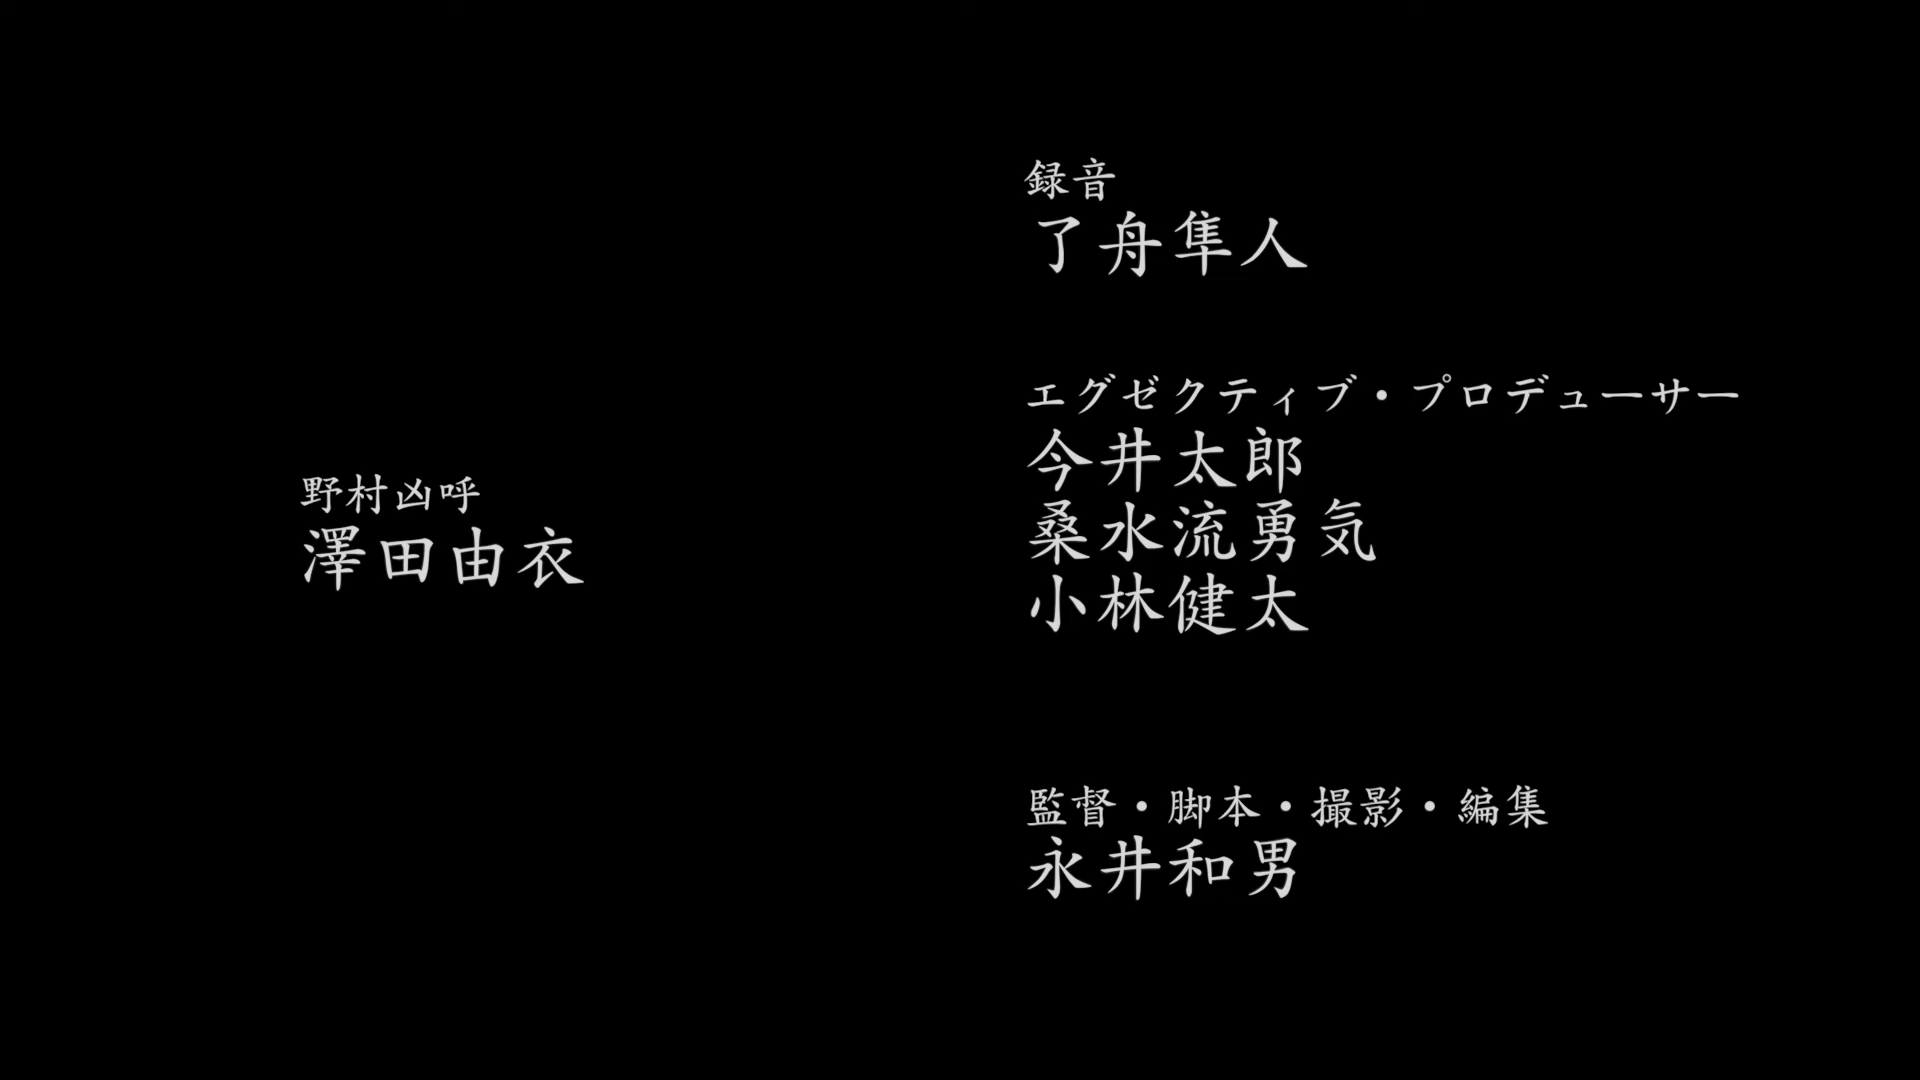 野村凶呼
澤田由衣
録音
了舟隼人
エグゼクティブ・プロデューサー
今井太郎
桑水流勇気
小林健太
監督・脚本・撮影・編集
永井和男